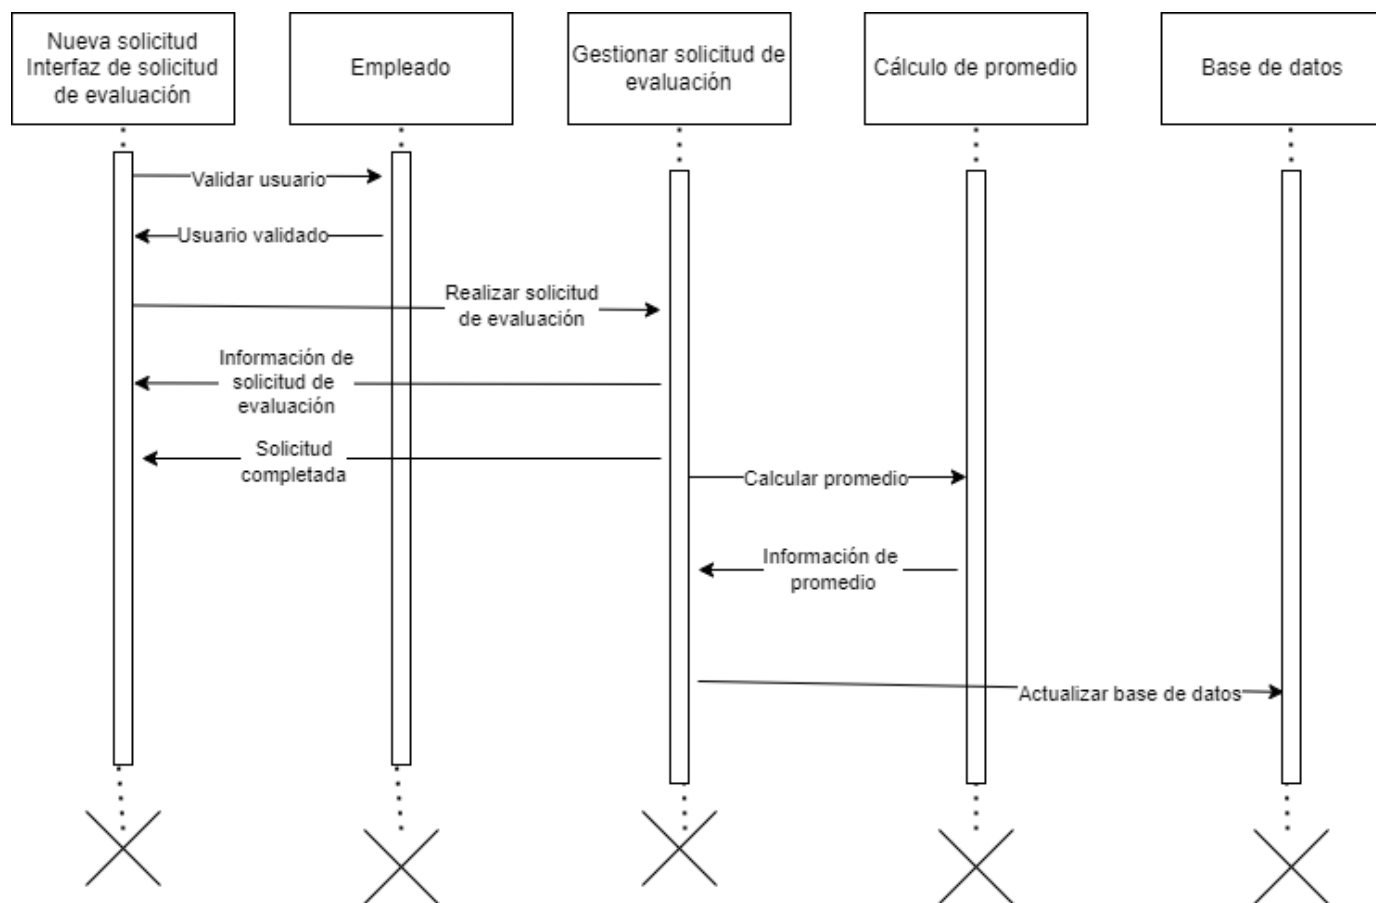 Nueva solicitud
Interfaz de solicitud
de evaluación
Empleado
Gestionar solicitud de
evaluación
Cálculo de promedio
Base de datos
Validar usuario
Usuario validado
Realizar solicitud
de evaluación
Información de
solicitud de
evaluación
Solicitud
completada
Calcular promedio
Información de
promedio
Actualizar base de datos